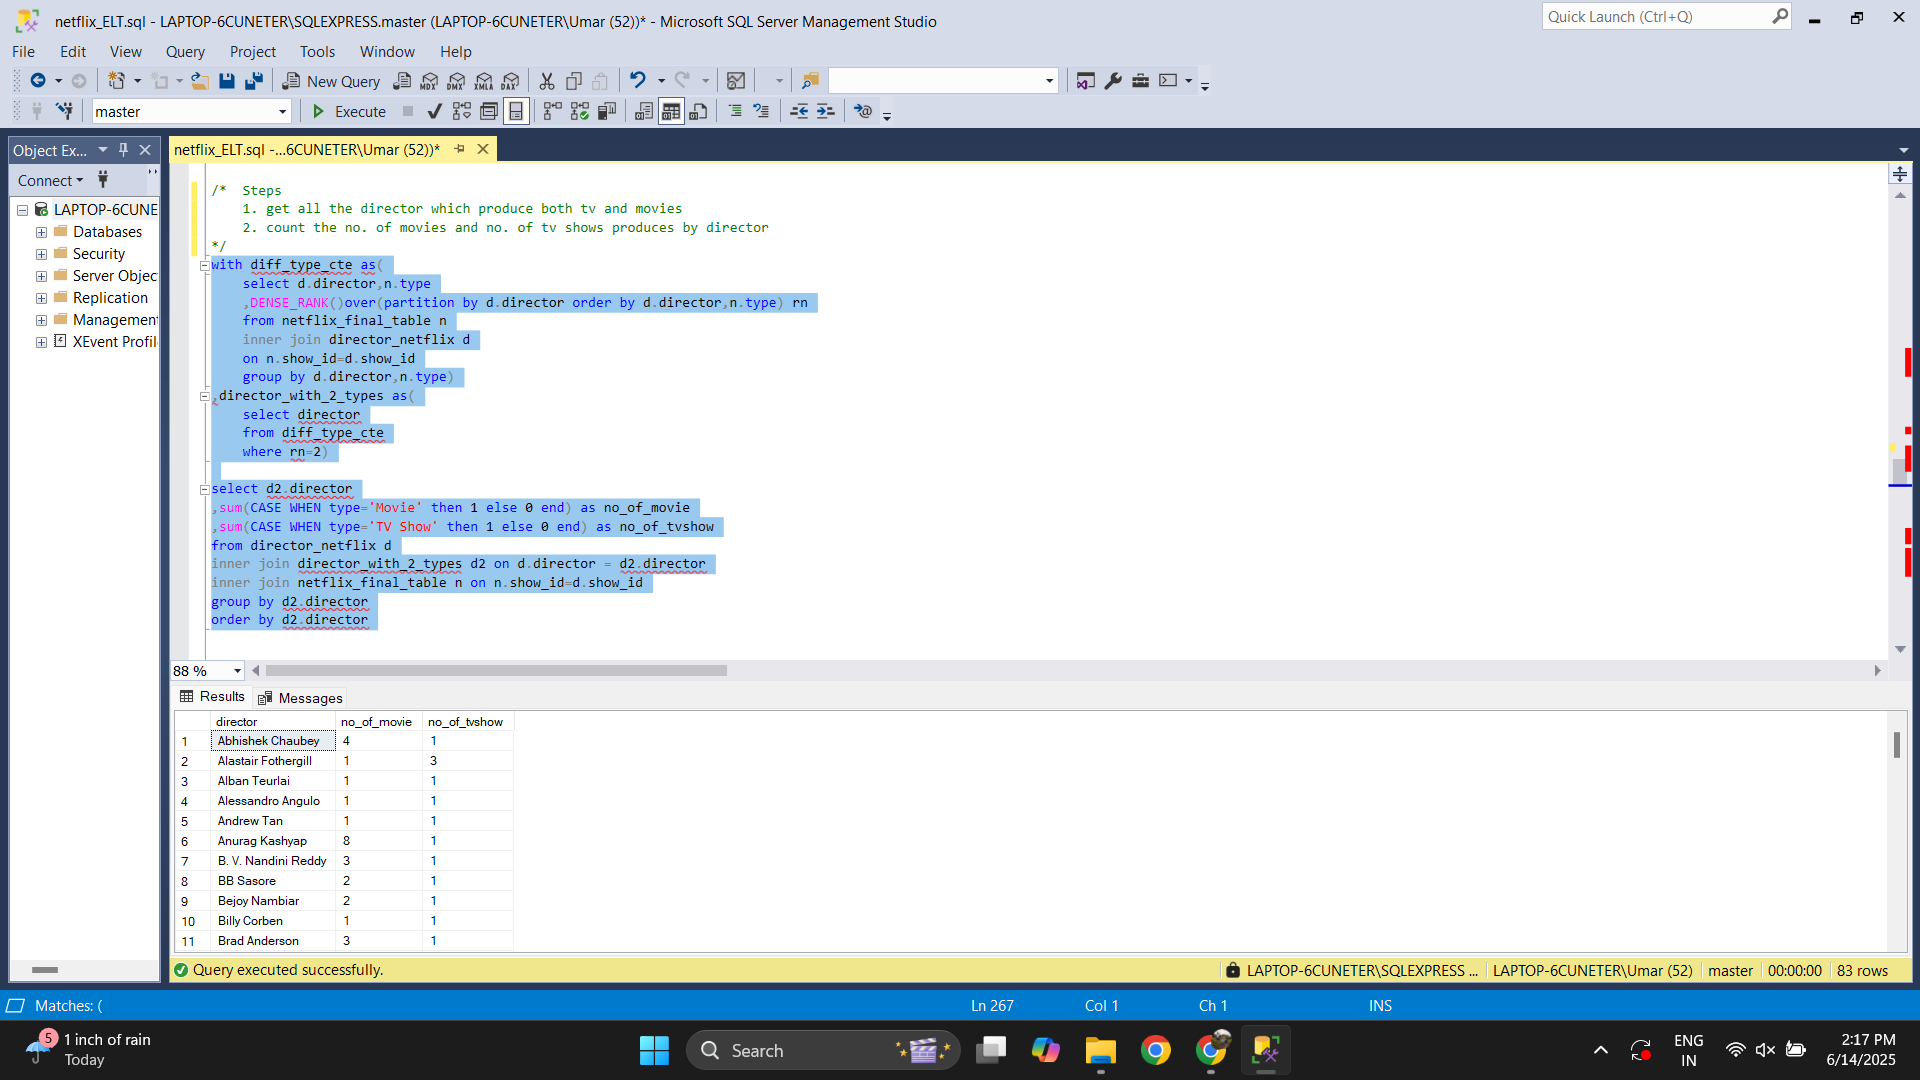 netflix_ELT.sql - LAPTOP-6CUNETER\SQLEXPRESS.master (LAPTOP-6CUNETER\Umar (52))* - Microsoft SQL Server Management Studio
Quick Launch (Ctrl+Q)
File Edit View Query Project Tools Window Help
New Query
MDX DMX XMLA DAX
master
Execute
Object Ex...
netflix_ELT.sql -...6CUNETER\Umar (52))*
Connect
LAPTOP-6CUNE
Databases
Security
Server Objec
Replication
Management
XEvent Profil
/* Steps
1. get all the director which produce both tv and movies
2. count the no. of movies and no. of tv shows produces by director
*/
with diff_type_cte as(
select d.director,n.type
,DENSE_RANK()over(partition by d.director order by d.director,n.type) rn
from netflix_final_table n
inner join director_netflix d
on n.show_id=d.show_id
group by d.director,n.type)
,director_with_2_types as(
select director
from diff_type_cte
where rn=2)
select d2.director
,sum(CASE WHEN type='Movie' then 1 else 0 end) as no_of_movie
,sum(CASE WHEN type='TV Show' then 1 else 0 end) as no_of_tvshow
from director_netflix d
inner join director_with_2_types d2 on d.director = d2.director
inner join netflix_final_table n on n.show_id=d.show_id
group by d2.director
order by d2.director
88 %
Results Messages
director no_of_movie no_of_tvshow
1 Abhishek Chaubey 4 1
2 Alastair Fothergill 1 3
3 Alban Teurlai 1 1
4 Alessandro Angulo 1 1
5 Andrew Tan 1 1
6 Anurag Kashyap 8 1
7 B. V. Nandini Reddy 3 1
8 BB Sasore 2 1
9 Bejoy Nambiar 2 1
10 Billy Corben 1 1
11 Brad Anderson 3 1
Query executed successfully.
LAPTOP-6CUNETER\SQLEXPRESS ... LAPTOP-6CUNETER\Umar (52) master 00:00:00 83 rows
Matches: (
Ln 267 Col 1 Ch 1 INS
5
1 inch of rain
Today
Search
ENG
IN
2:17 PM
6/14/2025